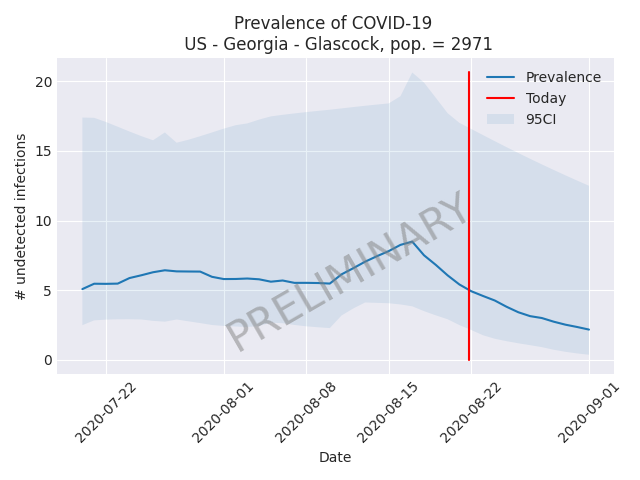 Prevalence of COVID-19
US - Georgia - Glascock, pop. = 2971
Prevalence
Today
95CI
PRELIMINARY
# undetected infections
20
15
10
5
0
2020-07-22
2020-08-01
2020-08-08
2020-08-15
2020-08-22
2020-09-01
Date